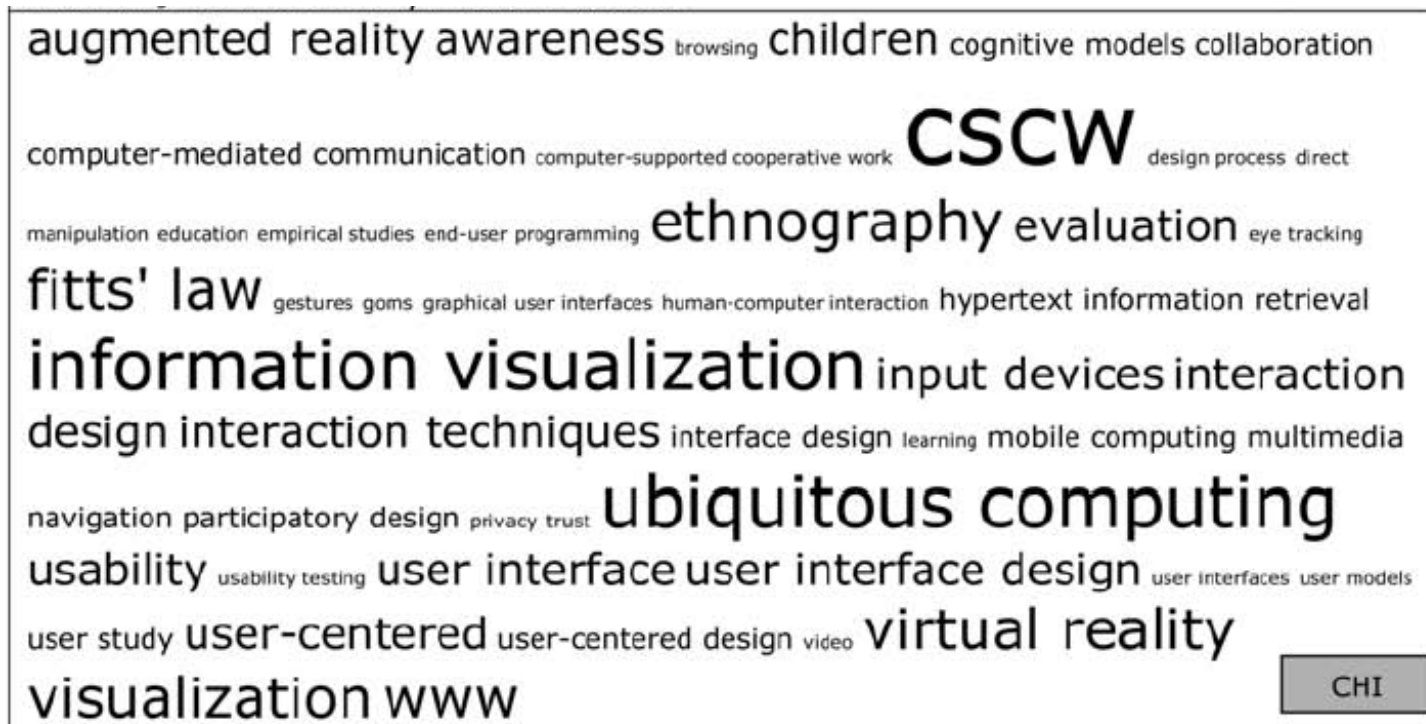 augmented reality awareness browsing children cognitive models collaboration
computer-mediated communication computer-supported cooperative work cscw design process direct
manipulation education empirical studies end-user programming ethnography evaluation eye tracking
fitts' law gestures goms graphical user interfaces human-computer interaction hypertext information retrieval
information visualization input devices interaction
design interaction techniques interface design learning mobile computing multimedia
navigation participatory design privacy trust ubiquitous computing
usability usability testing user interface user interface design user interfaces user models
user study user-centered user-centered design video virtual reality
visualization www
CHI